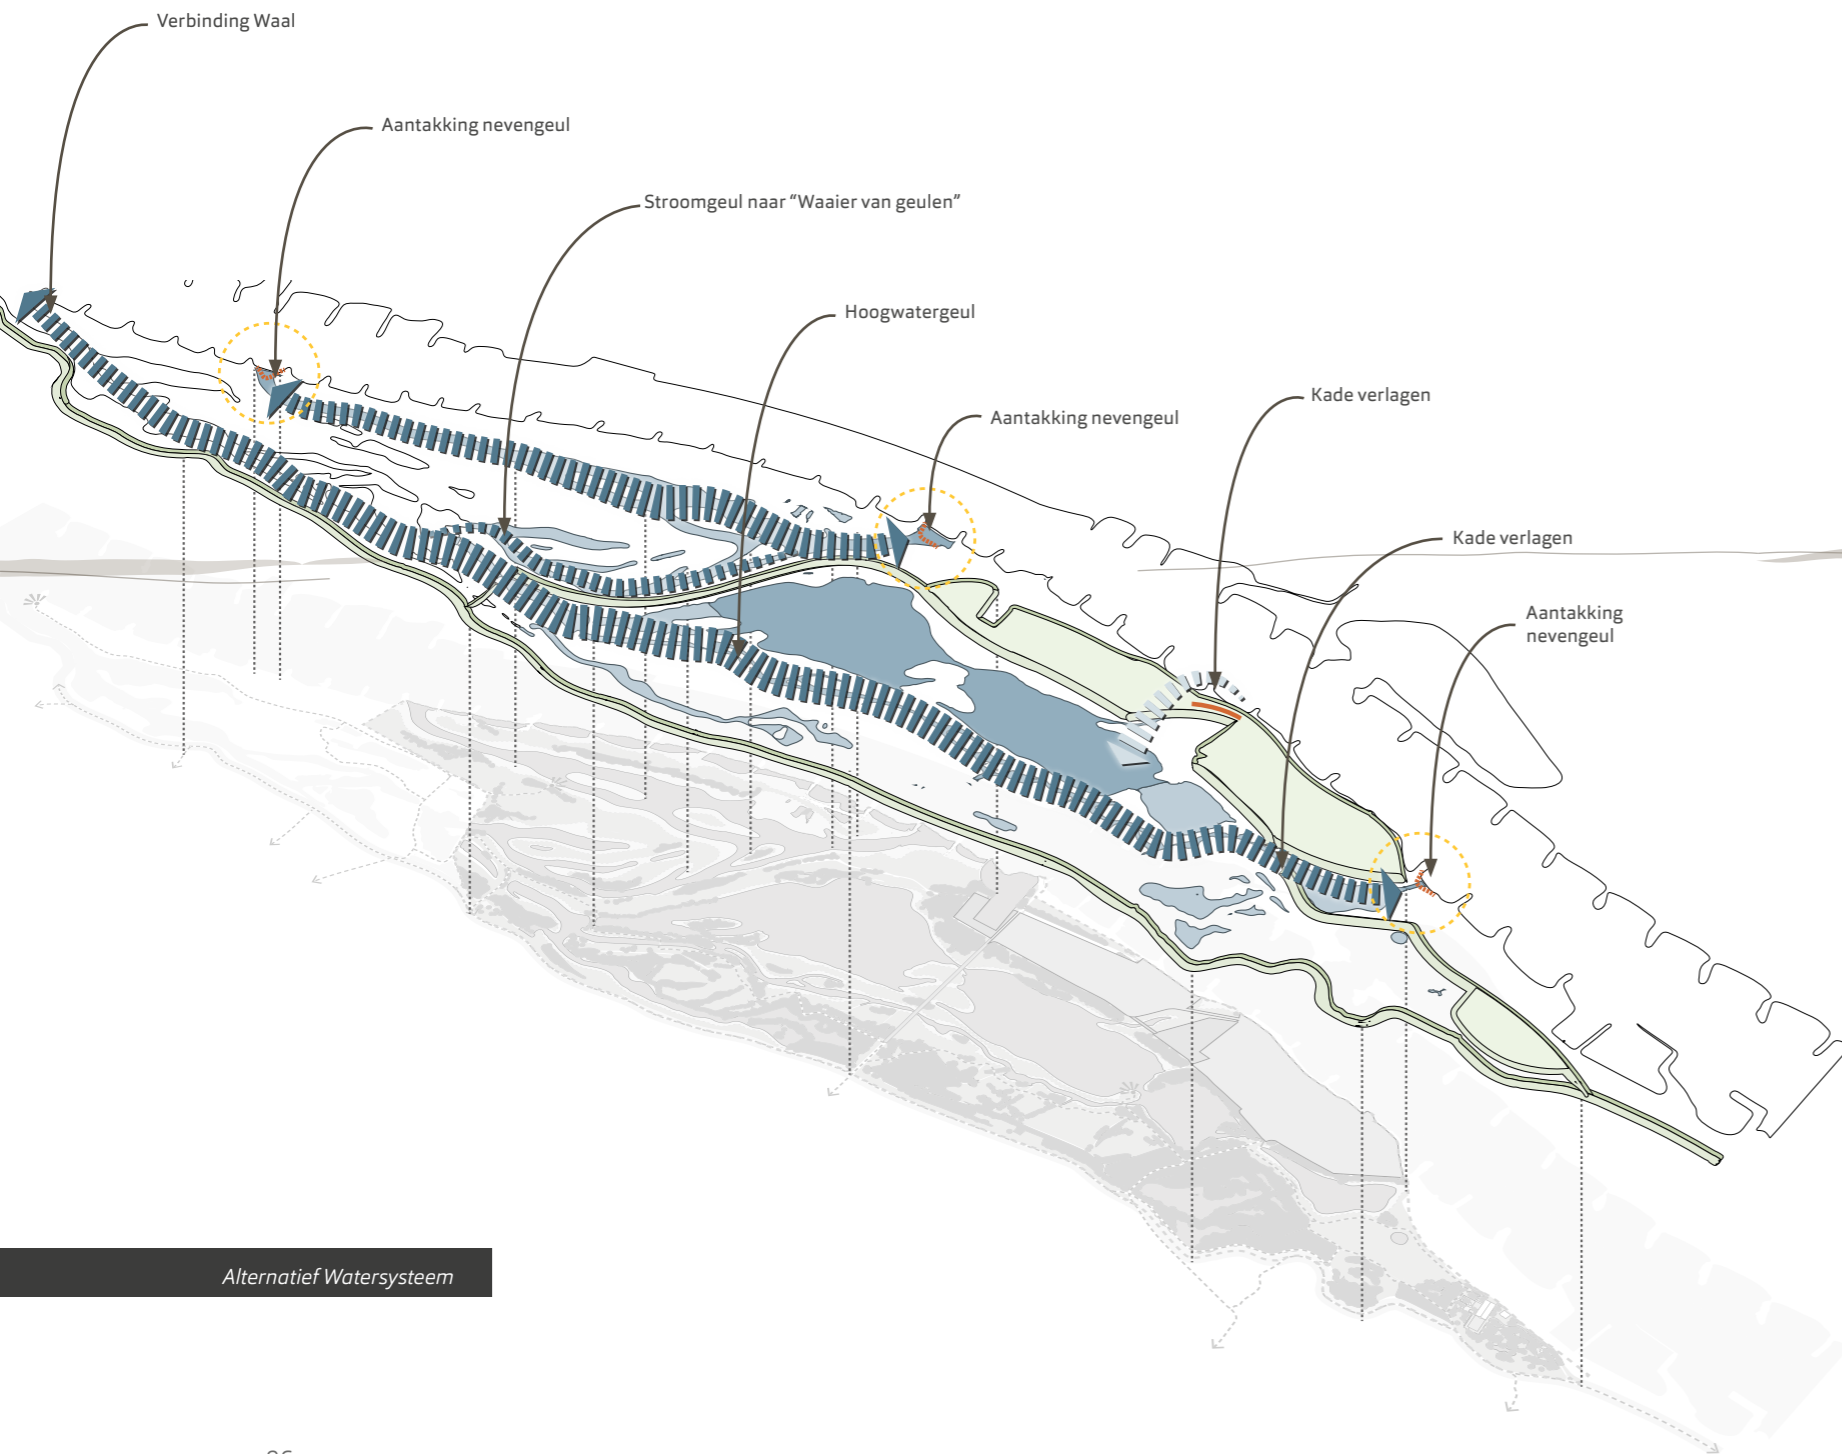 Verbinding Waal
Aantakking nevengeul
Stroomgeul naar “Waaier van geulen”
Hoogwatergeul
Kade verlagen
Aantakking nevengeul
Kade verlagen
Aantakking
nevengeul
Alternatief Watersysteem